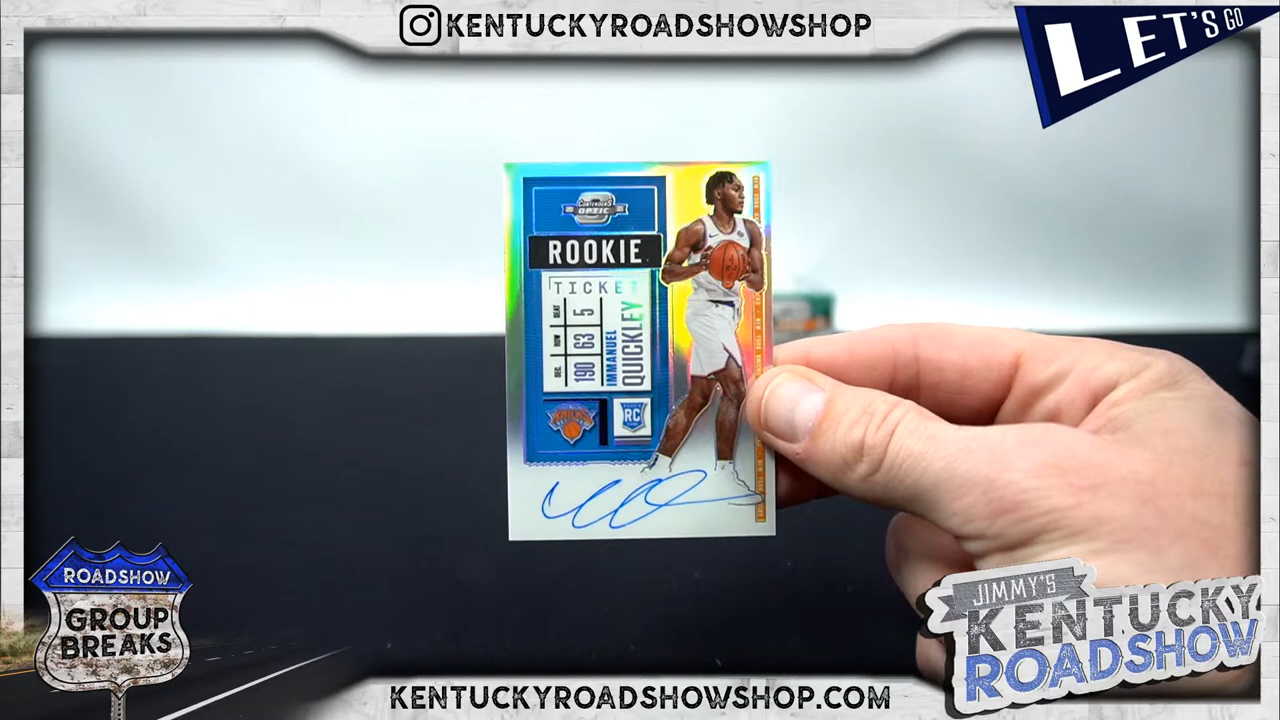 KENTUCKYROADSHOWSHOP
LET'S GO
CONTENDERS
OPTIC
ROOKIE
TICKET
SEAT
5
ROW
63
SEC.
190
IMMANUEL
QUICKLEY
KNICKS
RC
ROADSHOW
GROUP
BREAKS
JIMMY'S
KENTUCKY
ROADSHOW
KENTUCKYROADSHOWSHOP.COM